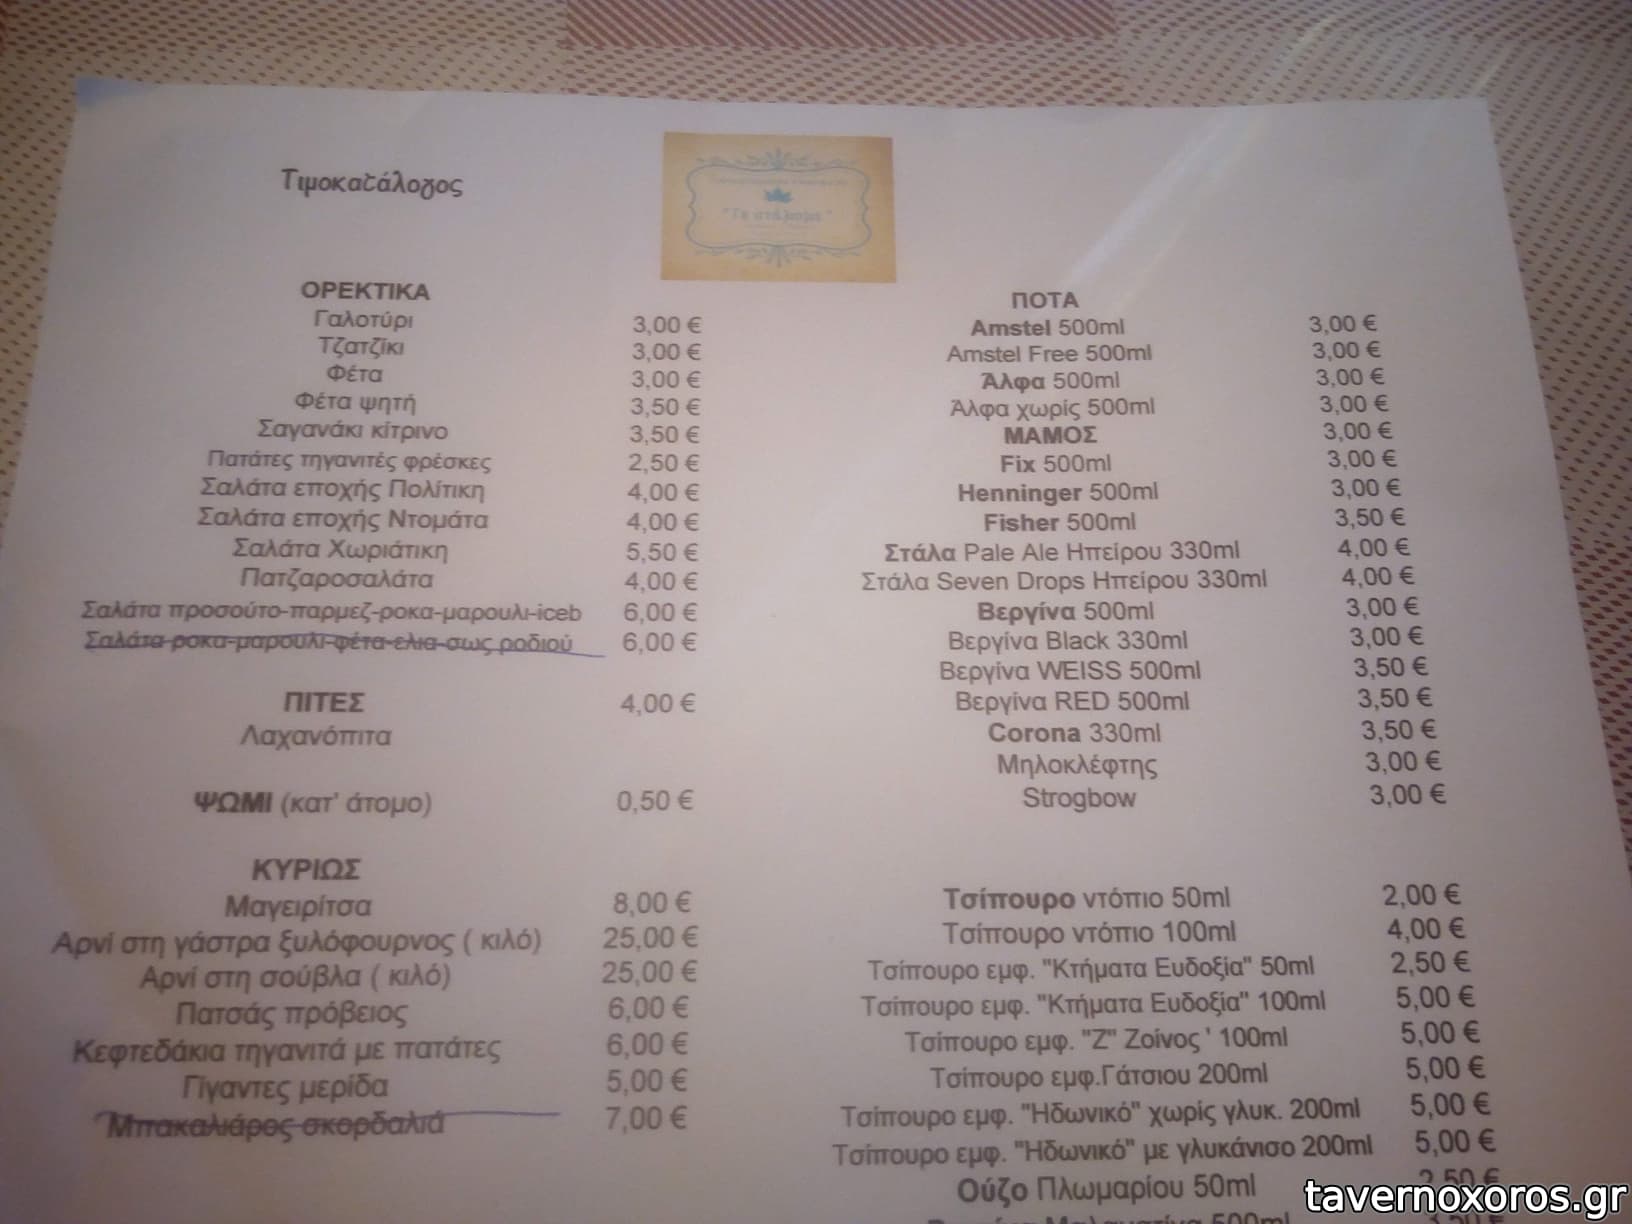 Τιμοκατάλογος
ΟΡΕΚΤΙΚΑ
Γαλοτύρι 3,00 €
Τζατζίκι 3,00 €
Φέτα 3,00 €
Φέτα ψητή 3,50 €
Σαγανάκι κίτρινο 3,50 €
Πατάτες τηγανιτές φρέσκες 2,50 €
Σαλάτα εποχής Πολίτικη 4,00 €
Σαλάτα εποχής Ντομάτα 4,00 €
Σαλάτα Χωριάτικη 5,50 €
Πατζαροσαλάτα 4,00 €
Σαλάτα προσούτο-παρμεζ-ροκα-μαρουλι-iceb 6,00 €
Σαλάτα ροκα-μαρουλι-φέτα-ελια-σως ροδιού 6,00 €
ΠΙΤΕΣ 4,00 €
Λαχανόπιτα
ΨΩΜΙ (κατ' άτομο) 0,50 €
ΚΥΡΙΩΣ
Μαγειρίτσα 8,00 €
Αρνί στη γάστρα ξυλόφουρνος ( κιλό) 25,00 €
Αρνί στη σούβλα ( κιλό) 25,00 €
Πατσάς πρόβειος 6,00 €
Κεφτεδάκια τηγανιτά με πατάτες 6,00 €
Γίγαντες μερίδα 5,00 €
Μπακαλιάρος σκορδαλιά 7,00 €
ΠΟΤΑ
Amstel 500ml 3,00 €
Amstel Free 500ml 3,00 €
Άλφα 500ml 3,00 €
Άλφα χωρίς 500ml 3,00 €
ΜΑΜΟΣ 3,00 €
Fix 500ml 3,00 €
Henninger 500ml 3,00 €
Fisher 500ml 3,50 €
Στάλα Pale Ale Ηπείρου 330ml 4,00 €
Στάλα Seven Drops Ηπείρου 330ml 4,00 €
Βεργίνα 500ml 3,00 €
Βεργίνα Black 330ml 3,00 €
Βεργίνα WEISS 500ml 3,50 €
Βεργίνα RED 500ml 3,50 €
Corona 330ml 3,50 €
Μηλοκλέφτης 3,00 €
Strogbow 3,00 €
Τσίπουρο ντόπιο 50ml 2,00 €
Τσίπουρο ντόπιο 100ml 4,00 €
Τσίπουρο εμφ. "Κτήματα Ευδοξία" 50ml 2,50 €
Τσίπουρο εμφ. "Κτήματα Ευδοξία" 100ml 5,00 €
Τσίπουρο εμφ. "Ζ" Ζοίνος ' 100ml 5,00 €
Τσίπουρο εμφ.Γάτσιου 200ml 5,00 €
Τσίπουρο εμφ. "Ηδωνικό" χωρίς γλυκ. 200ml 5,00 €
Τσίπουρο εμφ. "Ηδωνικό" με γλυκάνισο 200ml 5,00 €
Ούζο Πλωμαρίου 50ml 2,50 €
tavernoxoros.gr